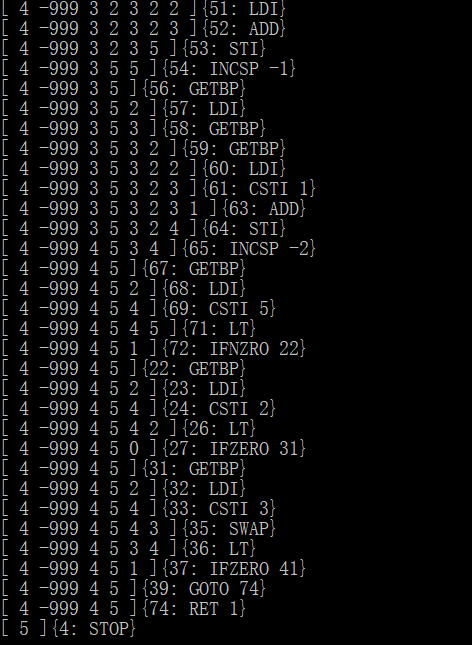 [ 4 -999 3 2 3 2 2 ]{51: LDI}
[ 4 -999 3 2 3 2 3 ]{52: ADD}
[ 4 -999 3 2 3 5 ]{53: STI}
[ 4 -999 3 5 5 ]{54: INCSP -1}
[ 4 -999 3 5 ]{56: GETBP}
[ 4 -999 3 5 2 ]{57: LDI}
[ 4 -999 3 5 3 ]{58: GETBP}
[ 4 -999 3 5 3 2 ]{59: GETBP}
[ 4 -999 3 5 3 2 2 ]{60: LDI}
[ 4 -999 3 5 3 2 3 ]{61: CSTI 1}
[ 4 -999 3 5 3 2 3 1 ]{63: ADD}
[ 4 -999 3 5 3 2 4 ]{64: STI}
[ 4 -999 4 5 3 4 ]{65: INCSP -2}
[ 4 -999 4 5 ]{67: GETBP}
[ 4 -999 4 5 2 ]{68: LDI}
[ 4 -999 4 5 4 ]{69: CSTI 5}
[ 4 -999 4 5 4 5 ]{71: LT}
[ 4 -999 4 5 1 ]{72: IFNZRO 22}
[ 4 -999 4 5 ]{22: GETBP}
[ 4 -999 4 5 2 ]{23: LDI}
[ 4 -999 4 5 4 ]{24: CSTI 2}
[ 4 -999 4 5 4 2 ]{26: LT}
[ 4 -999 4 5 0 ]{27: IFZERO 31}
[ 4 -999 4 5 ]{31: GETBP}
[ 4 -999 4 5 2 ]{32: LDI}
[ 4 -999 4 5 4 ]{33: CSTI 3}
[ 4 -999 4 5 4 3 ]{35: SWAP}
[ 4 -999 4 5 3 4 ]{36: LT}
[ 4 -999 4 5 1 ]{37: IFZERO 41}
[ 4 -999 4 5 ]{39: GOTO 74}
[ 4 -999 4 5 ]{74: RET 1}
[ 5 ]{4: STOP}